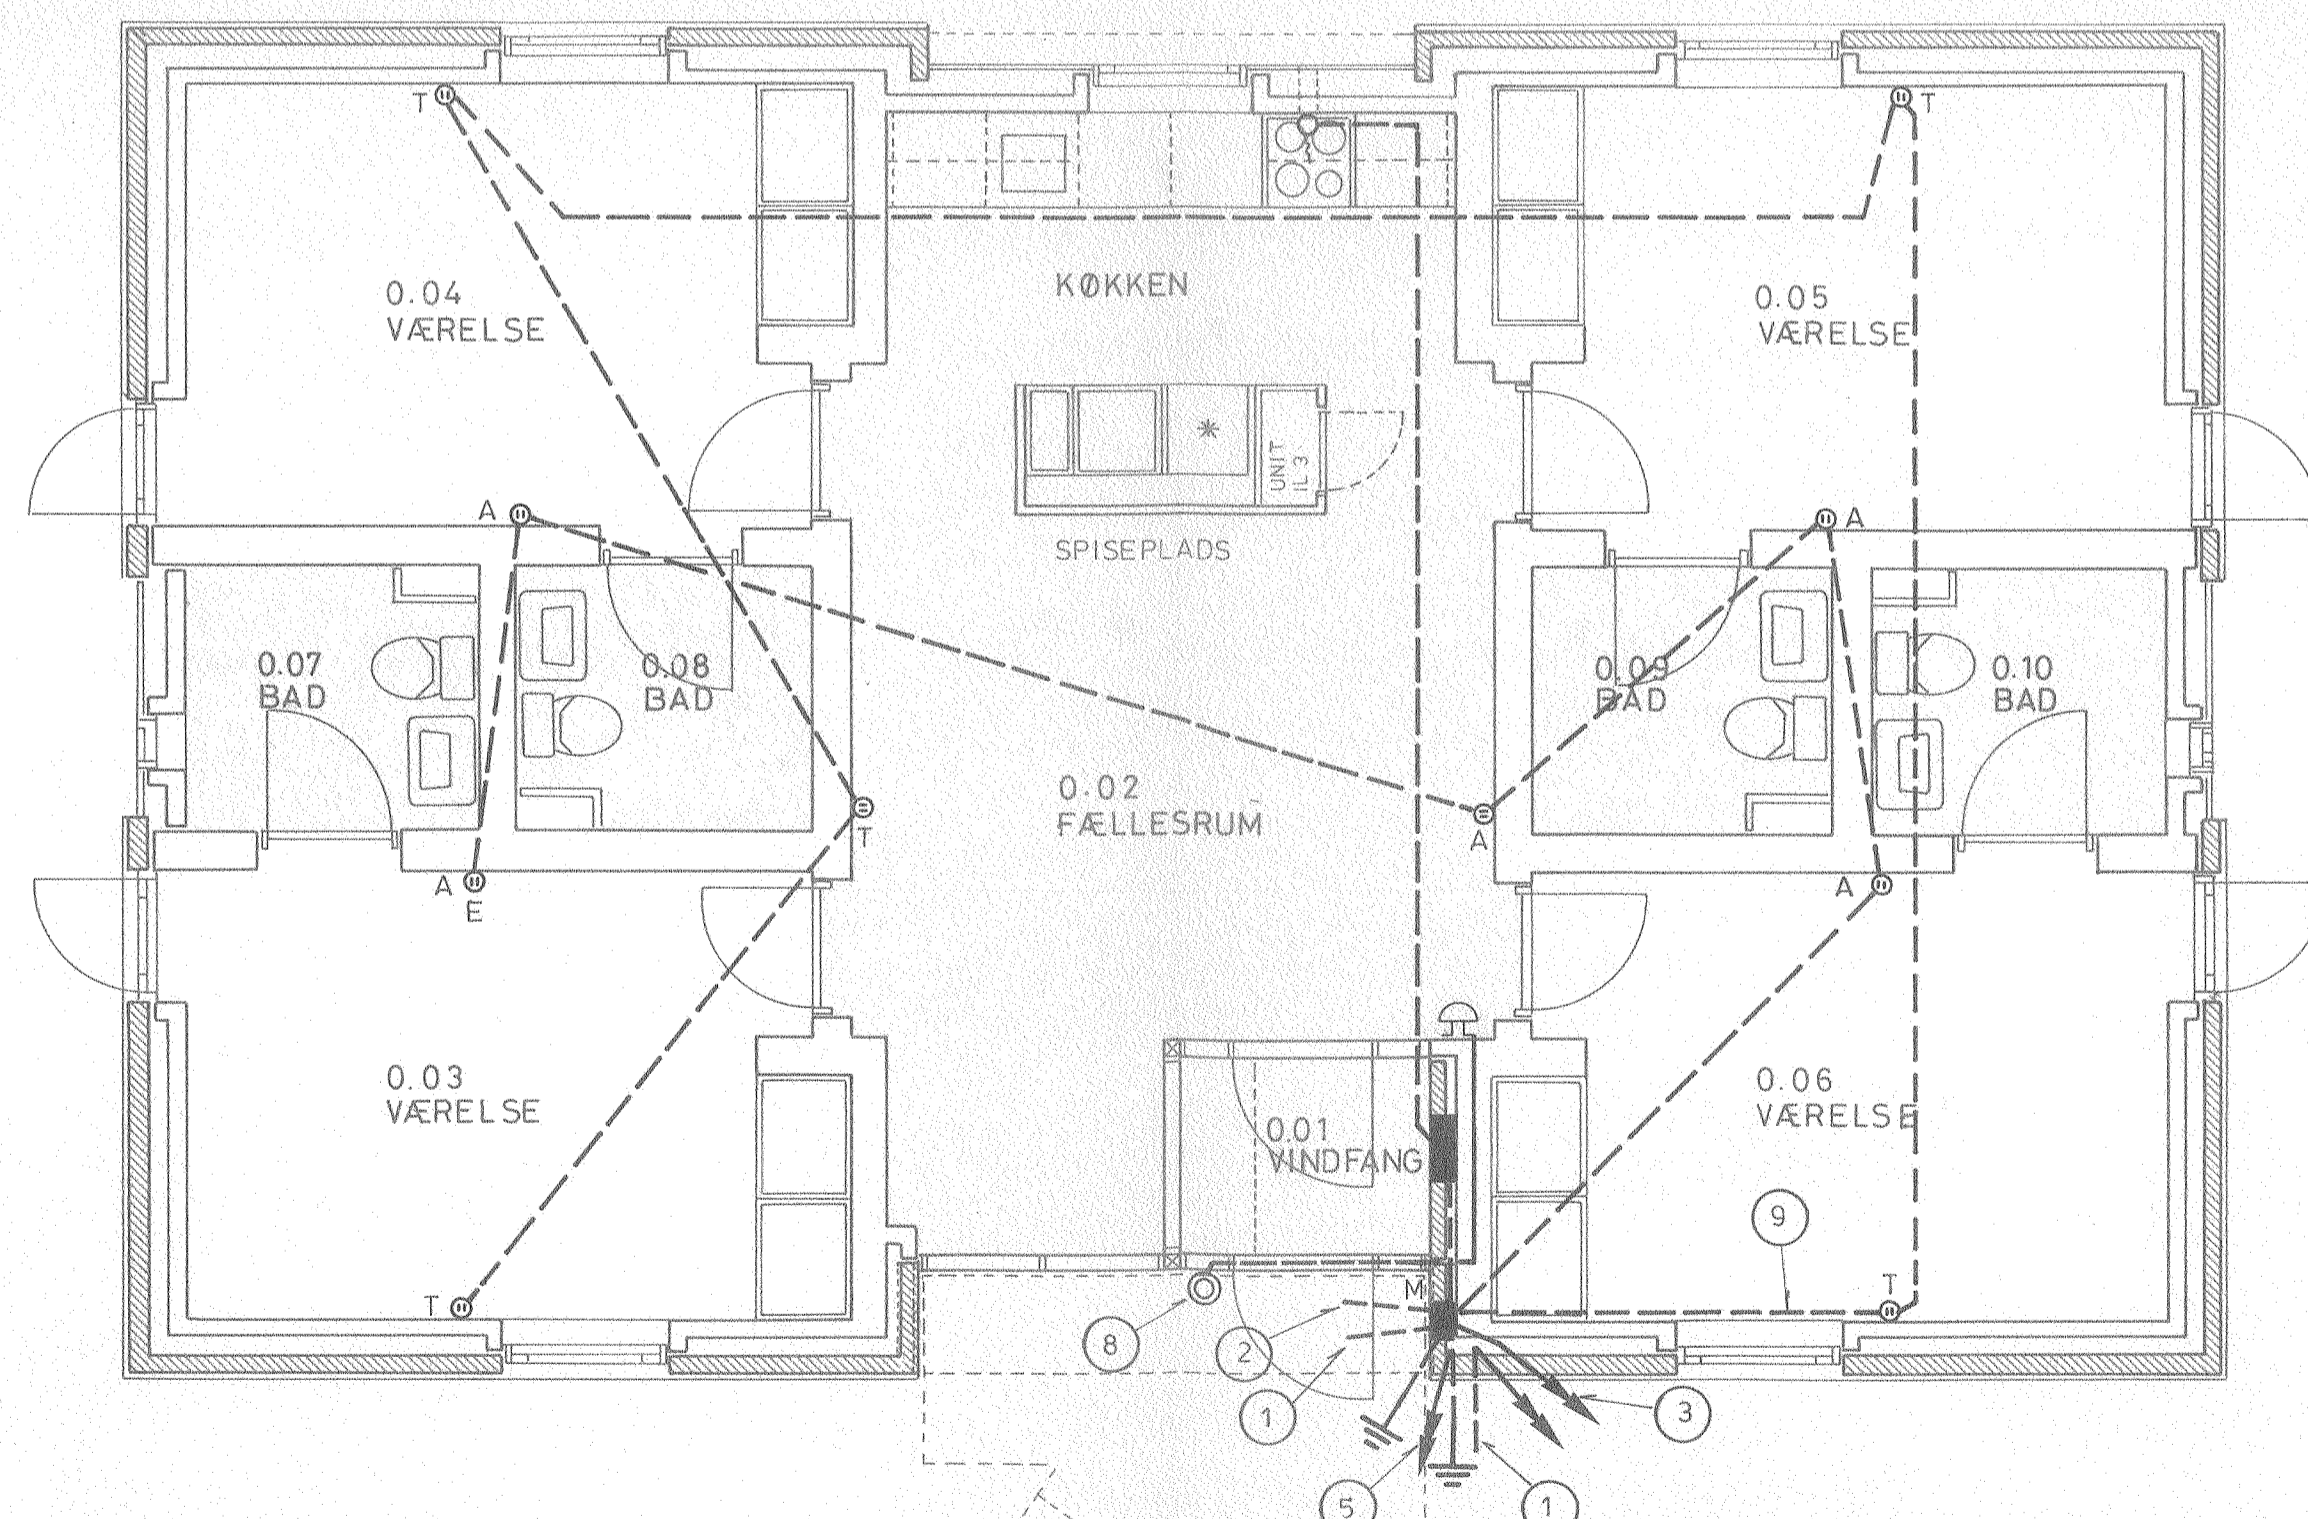 T
T
0.04
VÆRELSE
KØKKEN
0.05
VÆRELSE
UNIT
IL3
A
A
SPISEPLADS
0.07
BAD
0.08
BAD
0.09
BAD
0.10
BAD
0.02
FÆLLESRUM
T
A
A
E
A
0.03
VÆRELSE
0.01
VINDFANG
0.06
VÆRELSE
9
T
M
T
8
2
1
3
5
1